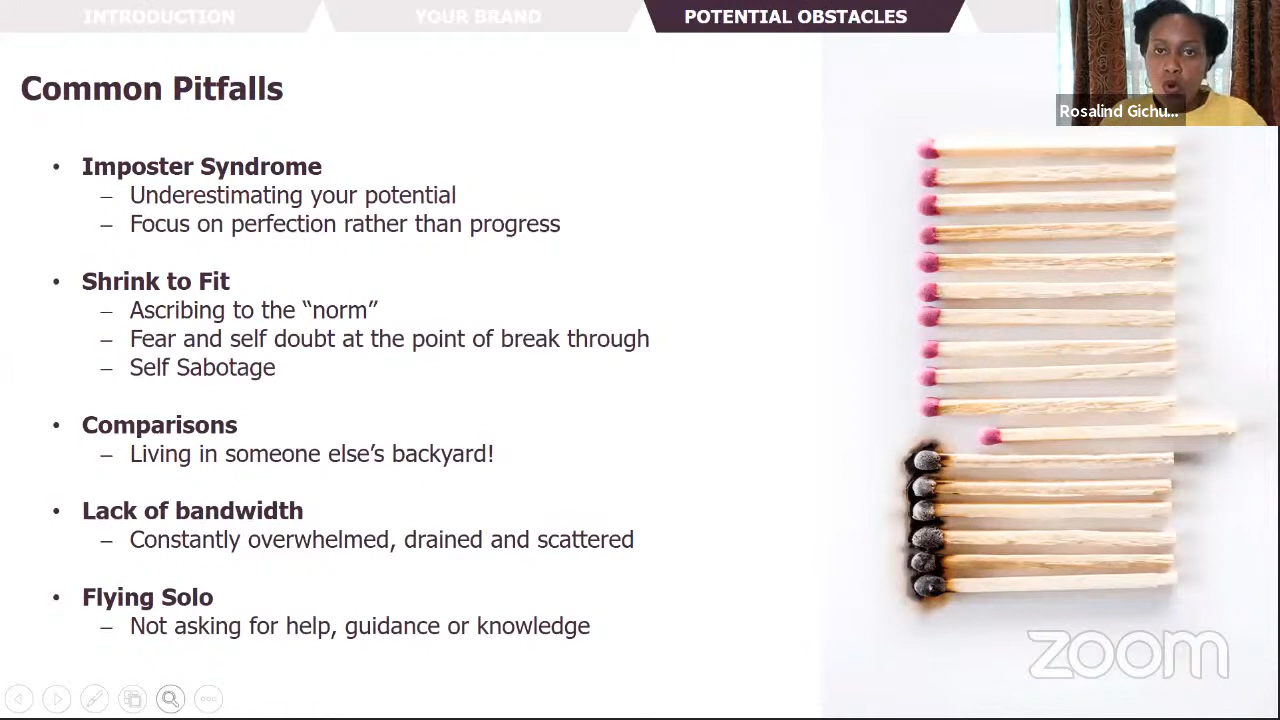 INTRODUCTION
YOUR BRAND
POTENTIAL OBSTACLES
Rosalind Gichu...
Common Pitfalls
• Imposter Syndrome
– Underestimating your potential
– Focus on perfection rather than progress
• Shrink to Fit
– Ascribing to the “norm”
– Fear and self doubt at the point of break through
– Self Sabotage
• Comparisons
– Living in someone else’s backyard!
• Lack of bandwidth
– Constantly overwhelmed, drained and scattered
• Flying Solo
– Not asking for help, guidance or knowledge
zoom